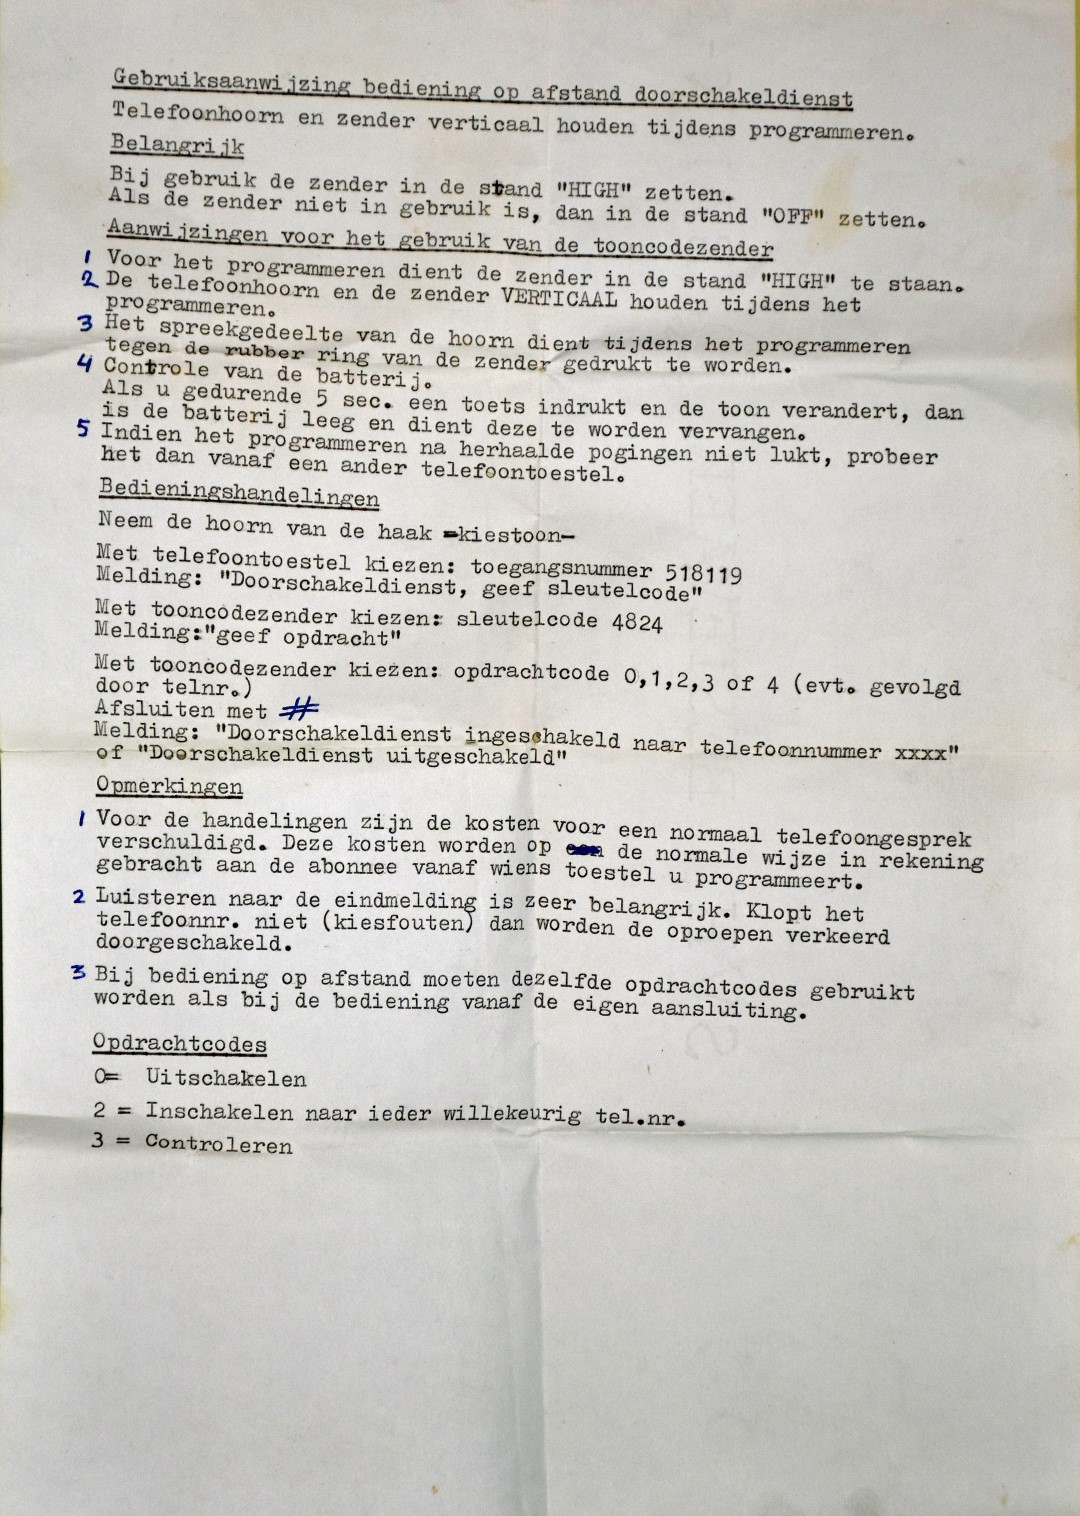 Gebruiksaanwijzing bediening op afstand doorschakeldienst
Telefoonhoorn en zender verticaal houden tijdens programmeren.
Belangrijk
Bij gebruik de zender in de stand "HIGH" zetten.
Als de zender niet in gebruik is, dan in de stand "OFF" zetten.
Aanwijzingen voor het gebruik van de tooncodezender
1 Voor het programmeren dient de zender in de stand "HIGH" te staan.
2 De telefoonhoorn en de zender VERTICAAL houden tijdens het
programmeren.
3 Het spreekgedeelte van de hoorn dient tijdens het programmeren
tegen de rubber ring van de zender gedrukt te worden.
4 Controle van de batterij.
Als u gedurende 5 sec. een toets indrukt en de toon verandert, dan
is de batterij leeg en dient deze te worden vervangen.
5 Indien het programmeren na herhaalde pogingen niet lukt, probeer
het dan vanaf een ander telefoontoestel.
Bedieningshandelingen
Neem de hoorn van de haak -kiestoon-
Met telefoontoestel kiezen: toegangsnummer 518119
Melding: "Doorschakeldienst, geef sleutelcode"
Met tooncodezender kiezen: sleutelcode 4824
Melding:"geef opdracht"
Met tooncodezender kiezen: opdrachtcode 0,1,2,3 of 4 (evt. gevolgd
door telnr.)
Afsluiten met #
Melding: "Doorschakeldienst ingeschakeld naar telefoonnummer xxxx"
of "Doorschakeldienst uitgeschakeld"
Opmerkingen
1 Voor de handelingen zijn de kosten voor een normaal telefoongesprek
verschuldigd. Deze kosten worden op de normale wijze in rekening
gebracht aan de abonnee vanaf wiens toestel u programmeert.
2 Luisteren naar de eindmelding is zeer belangrijk. Klopt het
telefoonnr. niet (kiesfouten) dan worden de oproepen verkeerd
doorgeschakeld.
3 Bij bediening op afstand moeten dezelfde opdrachtcodes gebruikt
worden als bij de bediening vanaf de eigen aansluiting.
Opdrachtcodes
0= Uitschakelen
2 = Inschakelen naar ieder willekeurig tel.nr.
3 = Controleren